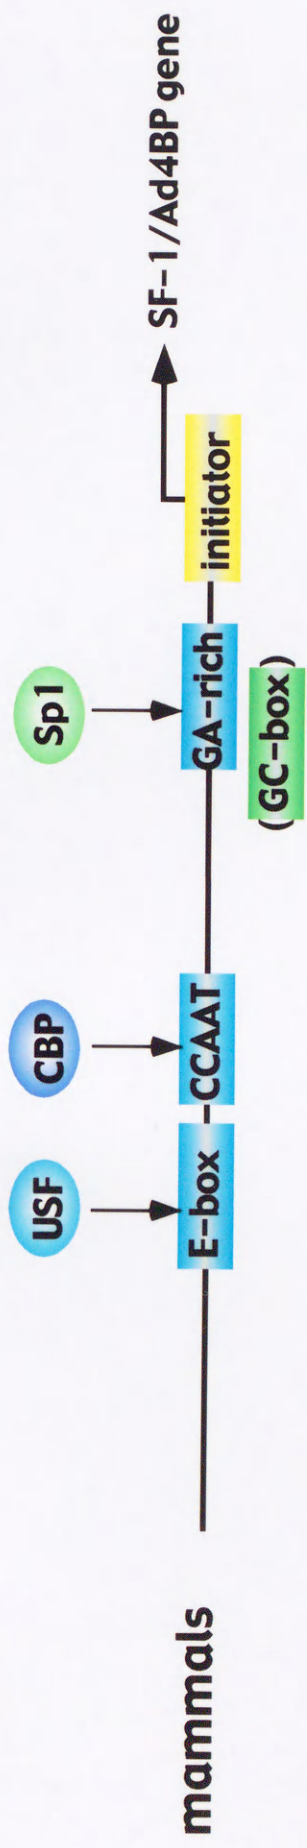 USF CBP Sp1
mammals E-box CCAAT GA-rich initiator SF-1/Ad4BP gene
(GC-box)